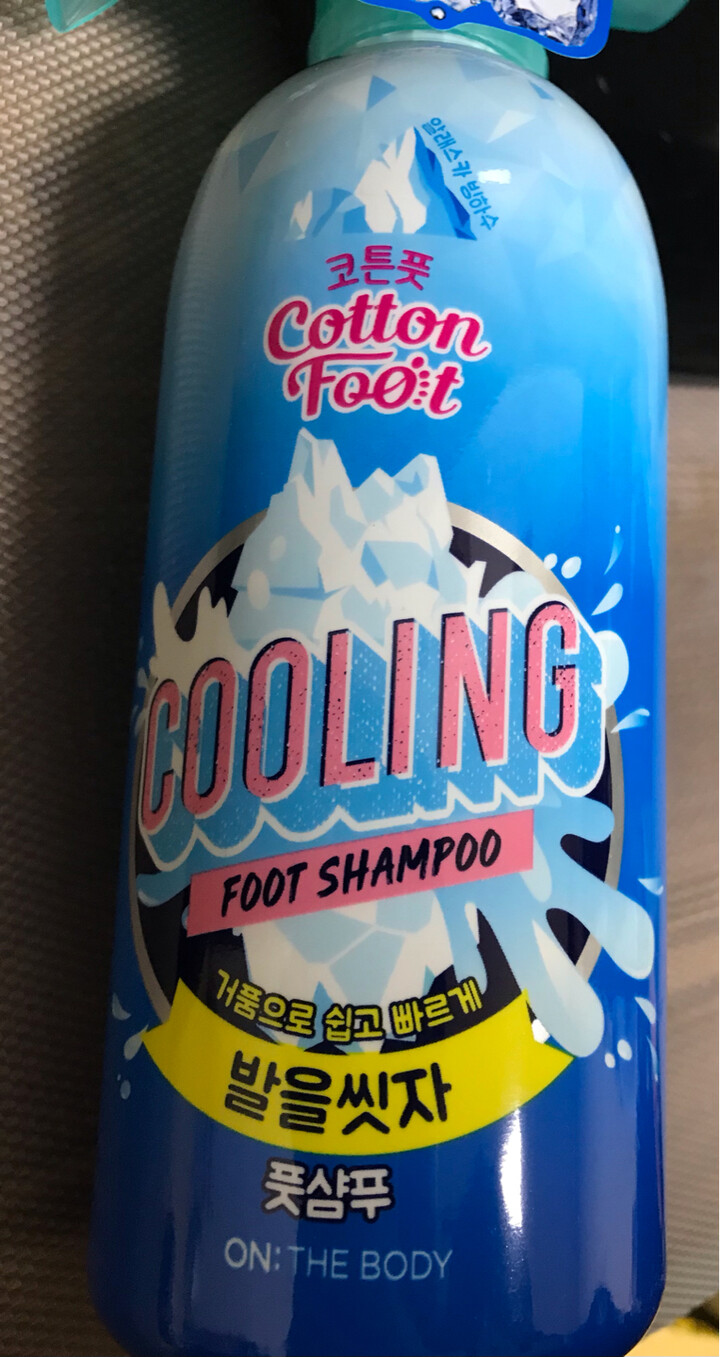 알래스카 빙하수
코튼풋
Cotton
Foot
COOLING
FOOT SHAMPOO
거품으로 쉽고 빠르게
발을씻자
풋샴푸
ON: THE BODY